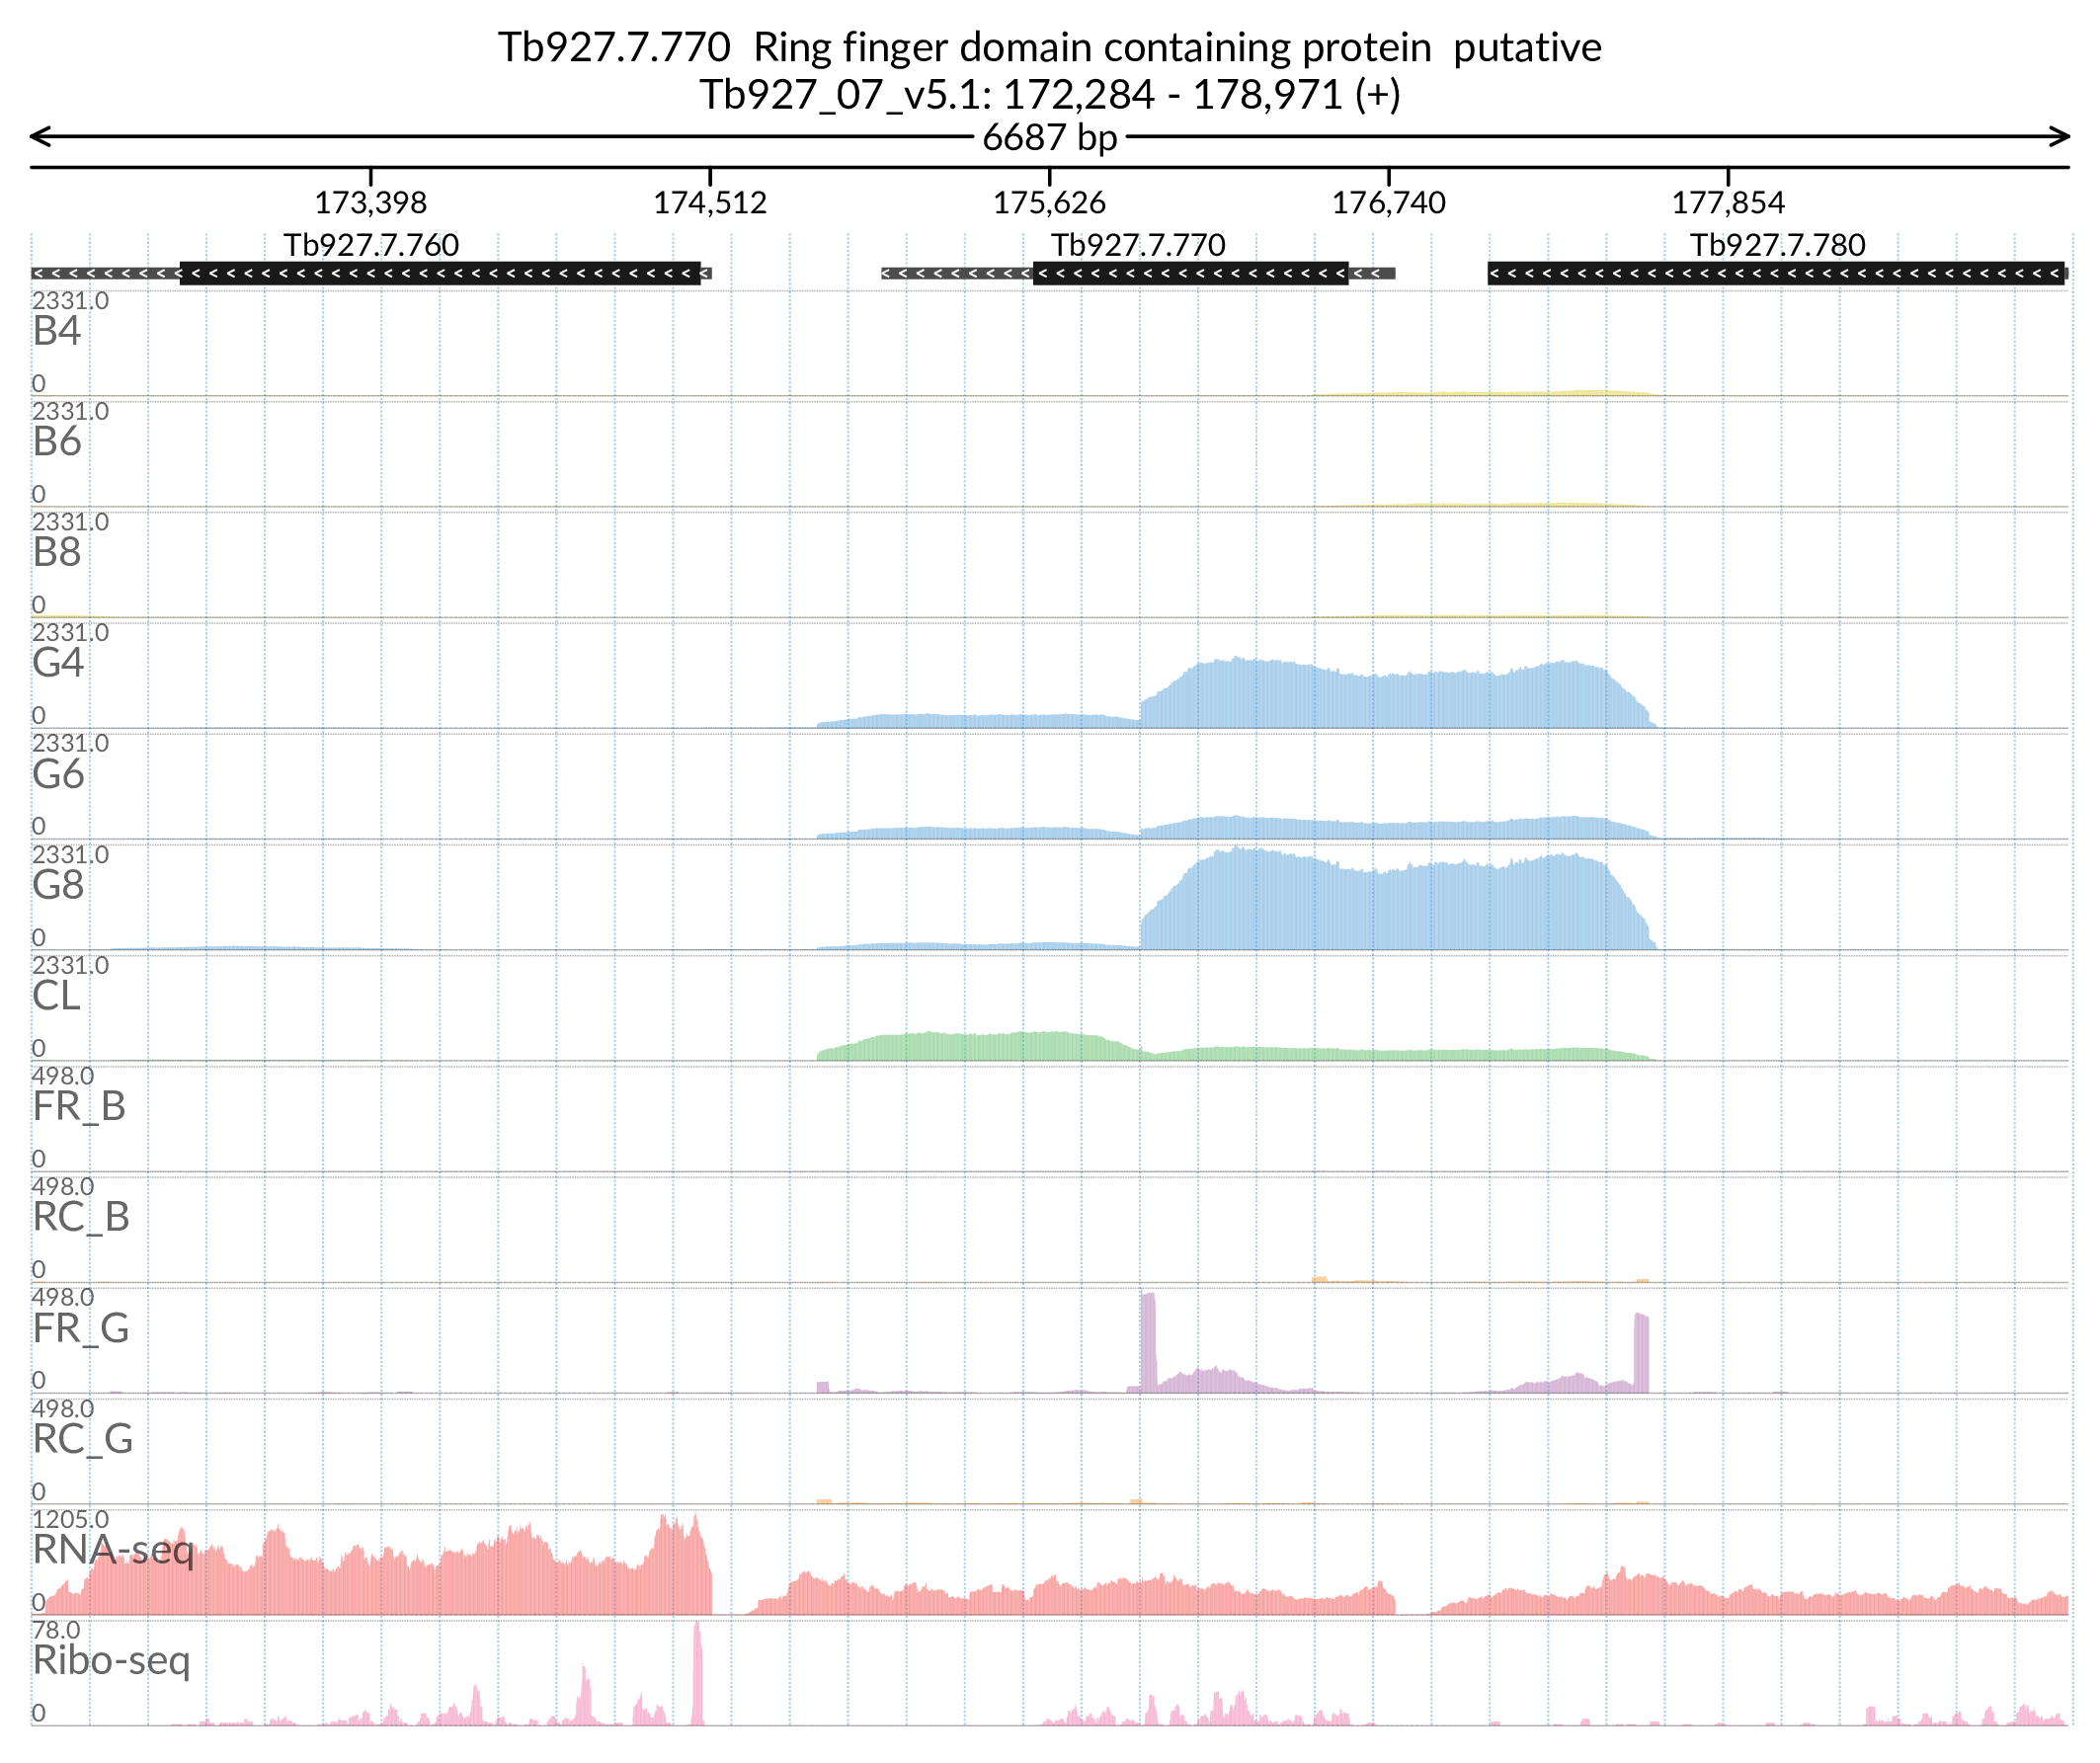 Tb927.7.770  Ring finger domain containing protein  putative
Tb927_07_v5.1: 172,284 - 178,971 (+)
6687 bp
173,398 174,512 175,626 176,740 177,854
Tb927.7.760 Tb927.7.770 Tb927.7.780
2331.0
B4
0
2331.0
B6
0
2331.0
B8
0
2331.0
G4
0
2331.0
G6
0
2331.0
G8
0
2331.0
CL
0
498.0
FR_B
0
498.0
RC_B
0
498.0
FR_G
0
498.0
RC_G
0
1205.0
RNA-seq
0
78.0
Ribo-seq
0